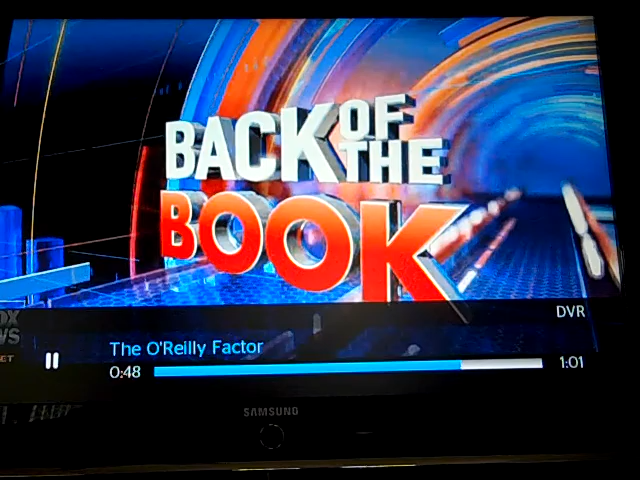 BACK OF THE
BOOK
DVR
The O'Reilly Factor
0:48
1:01
SAMSUNG